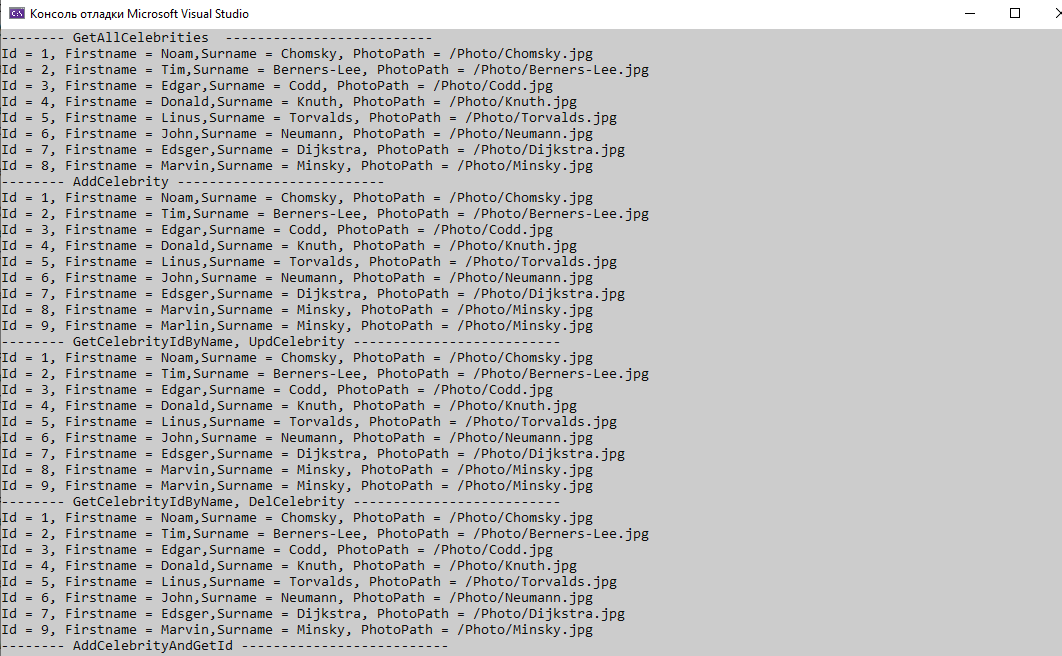 C:\ Консоль отладки Microsoft Visual Studio
-------- GetAllCelebrities  --------------------------
Id = 1, Firstname = Noam,Surname = Chomsky, PhotoPath = /Photo/Chomsky.jpg
Id = 2, Firstname = Tim,Surname = Berners-Lee, PhotoPath = /Photo/Berners-Lee.jpg
Id = 3, Firstname = Edgar,Surname = Codd, PhotoPath = /Photo/Codd.jpg
Id = 4, Firstname = Donald,Surname = Knuth, PhotoPath = /Photo/Knuth.jpg
Id = 5, Firstname = Linus,Surname = Torvalds, PhotoPath = /Photo/Torvalds.jpg
Id = 6, Firstname = John,Surname = Neumann, PhotoPath = /Photo/Neumann.jpg
Id = 7, Firstname = Edsger,Surname = Dijkstra, PhotoPath = /Photo/Dijkstra.jpg
Id = 8, Firstname = Marvin,Surname = Minsky, PhotoPath = /Photo/Minsky.jpg
-------- AddCelebrity --------------------------
Id = 1, Firstname = Noam,Surname = Chomsky, PhotoPath = /Photo/Chomsky.jpg
Id = 2, Firstname = Tim,Surname = Berners-Lee, PhotoPath = /Photo/Berners-Lee.jpg
Id = 3, Firstname = Edgar,Surname = Codd, PhotoPath = /Photo/Codd.jpg
Id = 4, Firstname = Donald,Surname = Knuth, PhotoPath = /Photo/Knuth.jpg
Id = 5, Firstname = Linus,Surname = Torvalds, PhotoPath = /Photo/Torvalds.jpg
Id = 6, Firstname = John,Surname = Neumann, PhotoPath = /Photo/Neumann.jpg
Id = 7, Firstname = Edsger,Surname = Dijkstra, PhotoPath = /Photo/Dijkstra.jpg
Id = 8, Firstname = Marvin,Surname = Minsky, PhotoPath = /Photo/Minsky.jpg
Id = 9, Firstname = Marlin,Surname = Minsky, PhotoPath = /Photo/Minsky.jpg
-------- GetCelebrityIdByName, UpdCelebrity --------------------------
Id = 1, Firstname = Noam,Surname = Chomsky, PhotoPath = /Photo/Chomsky.jpg
Id = 2, Firstname = Tim,Surname = Berners-Lee, PhotoPath = /Photo/Berners-Lee.jpg
Id = 3, Firstname = Edgar,Surname = Codd, PhotoPath = /Photo/Codd.jpg
Id = 4, Firstname = Donald,Surname = Knuth, PhotoPath = /Photo/Knuth.jpg
Id = 5, Firstname = Linus,Surname = Torvalds, PhotoPath = /Photo/Torvalds.jpg
Id = 6, Firstname = John,Surname = Neumann, PhotoPath = /Photo/Neumann.jpg
Id = 7, Firstname = Edsger,Surname = Dijkstra, PhotoPath = /Photo/Dijkstra.jpg
Id = 8, Firstname = Marvin,Surname = Minsky, PhotoPath = /Photo/Minsky.jpg
Id = 9, Firstname = Marvin,Surname = Minsky, PhotoPath = /Photo/Minsky.jpg
-------- GetCelebrityIdByName, DelCelebrity --------------------------
Id = 1, Firstname = Noam,Surname = Chomsky, PhotoPath = /Photo/Chomsky.jpg
Id = 2, Firstname = Tim,Surname = Berners-Lee, PhotoPath = /Photo/Berners-Lee.jpg
Id = 3, Firstname = Edgar,Surname = Codd, PhotoPath = /Photo/Codd.jpg
Id = 4, Firstname = Donald,Surname = Knuth, PhotoPath = /Photo/Knuth.jpg
Id = 5, Firstname = Linus,Surname = Torvalds, PhotoPath = /Photo/Torvalds.jpg
Id = 6, Firstname = John,Surname = Neumann, PhotoPath = /Photo/Neumann.jpg
Id = 7, Firstname = Edsger,Surname = Dijkstra, PhotoPath = /Photo/Dijkstra.jpg
Id = 9, Firstname = Marvin,Surname = Minsky, PhotoPath = /Photo/Minsky.jpg
-------- AddCelebrityAndGetId --------------------------